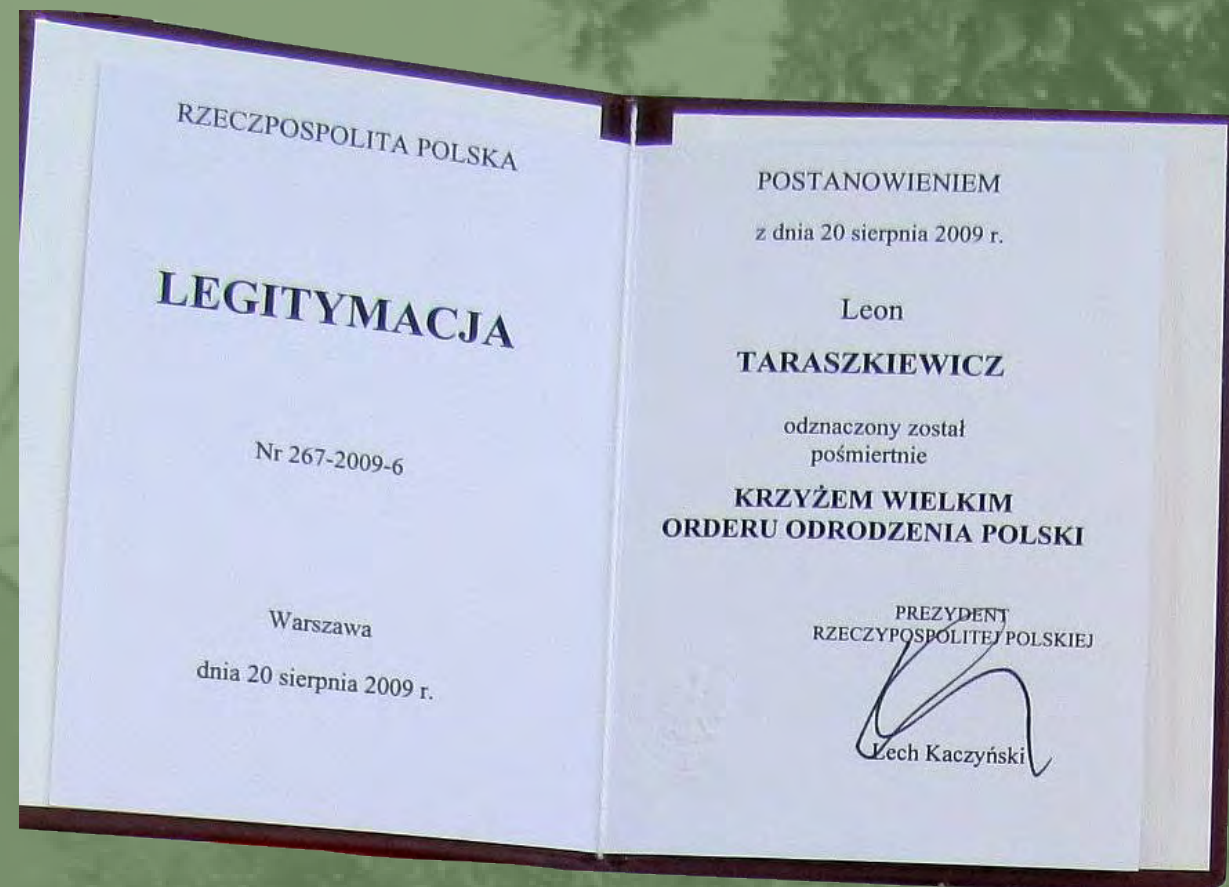 RZECZPOSPOLITA POLSKA
LEGITYMACJA
Nr 267-2009-6
Warszawa
dnia 20 sierpnia 2009 r.
POSTANOWIENIEM
z dnia 20 sierpnia 2009 r.
Leon
TARASZKIEWICZ
odznaczony został
pośmiertnie
KRZYŻEM WIELKIM
ORDERU ODRODZENIA POLSKI
PREZYDENT
RZECZYPOSPOLITEJ POLSKIEJ
Lech Kaczyński